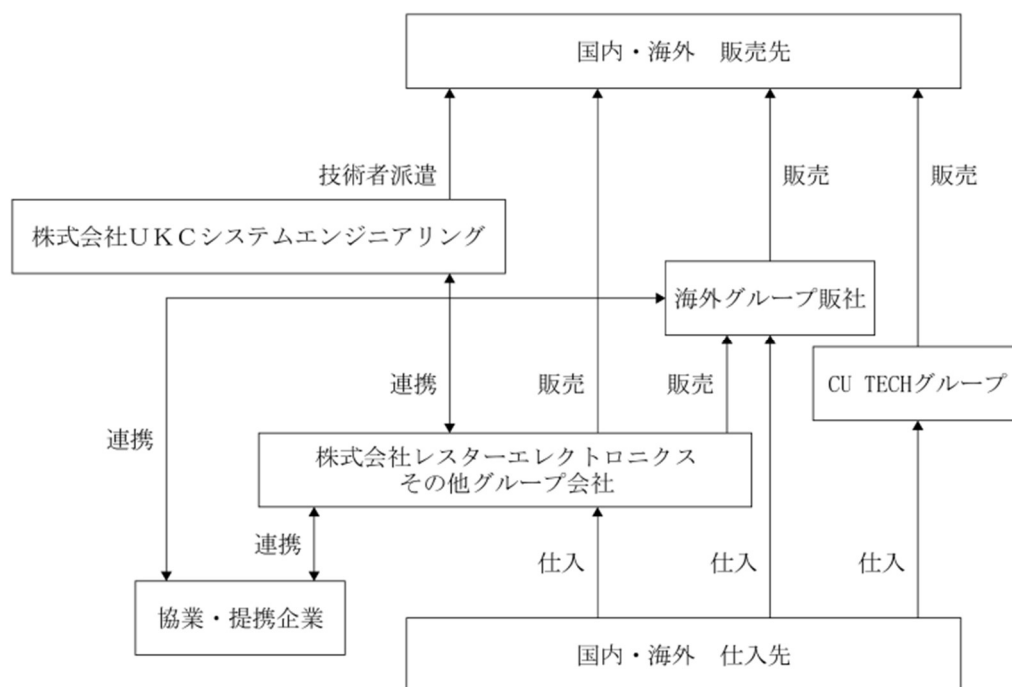 国内・海外　販売先
技術者派遣
販売
販売
株式会社ＵＫＣシステムエンジニアリング
海外グループ販社
連携
販売
販売
CU TECHグループ
連携
株式会社レスターエレクトロニクス
その他グループ会社
連携
仕入
仕入
仕入
協業・提携企業
国内・海外　仕入先